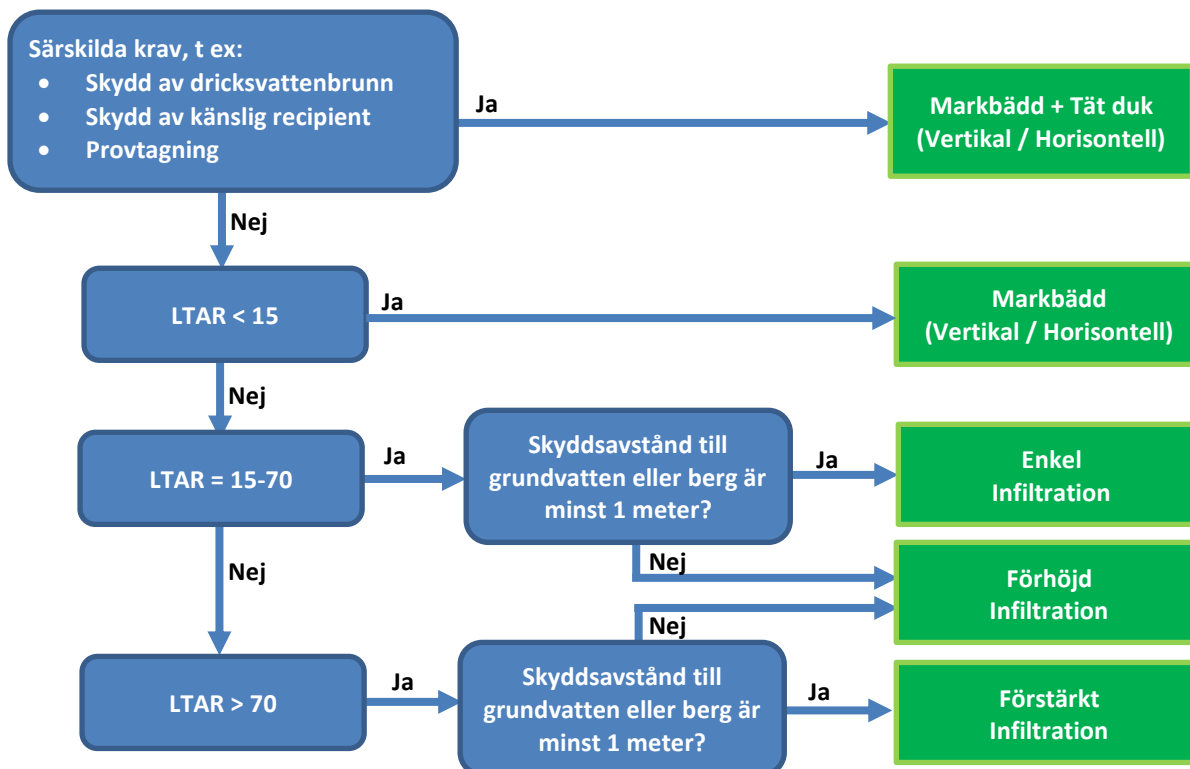 Särskilda krav, t ex:
• Skydd av dricksvattenbrunn
• Skydd av känslig recipient
• Provtagning
Ja
Markbädd + Tät duk
(Vertikal / Horisontell)
Nej
LTAR < 15
Ja
Markbädd
(Vertikal / Horisontell)
Nej
LTAR = 15-70
Ja
Skyddsavstånd till
grundvatten eller berg är
minst 1 meter?
Ja
Enkel
Infiltration
Nej
Nej
Förhöjd
Infiltration
Nej
LTAR > 70
Ja
Skyddsavstånd till
grundvatten eller berg är
minst 1 meter?
Ja
Förstärkt
Infiltration